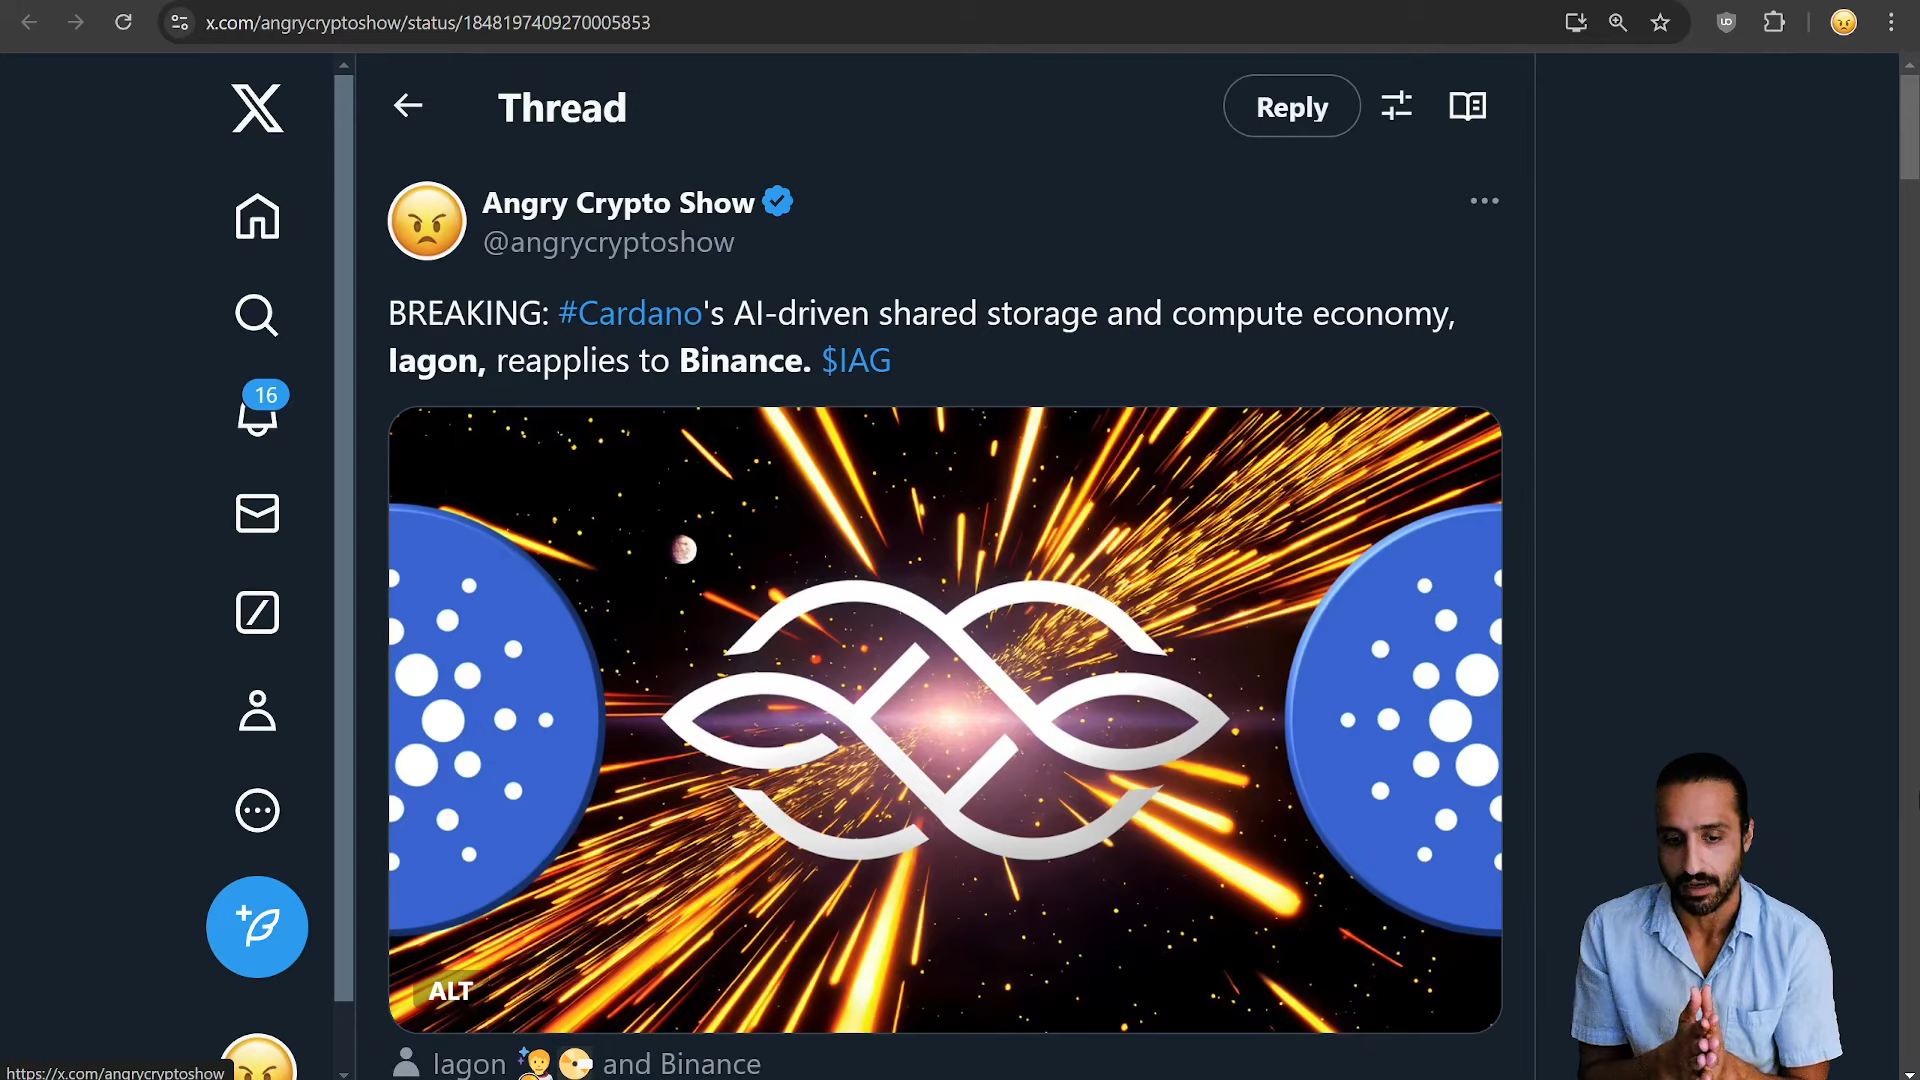 x.com/angrycryptoshow/status/1848197409270005853
Thread
Reply
Angry Crypto Show
@angrycryptoshow
BREAKING: #Cardano's AI-driven shared storage and compute economy,
Iagon, reapplies to Binance. $IAG
16
ALT
Iagon and Binance
https://x.com/angrycryptoshow